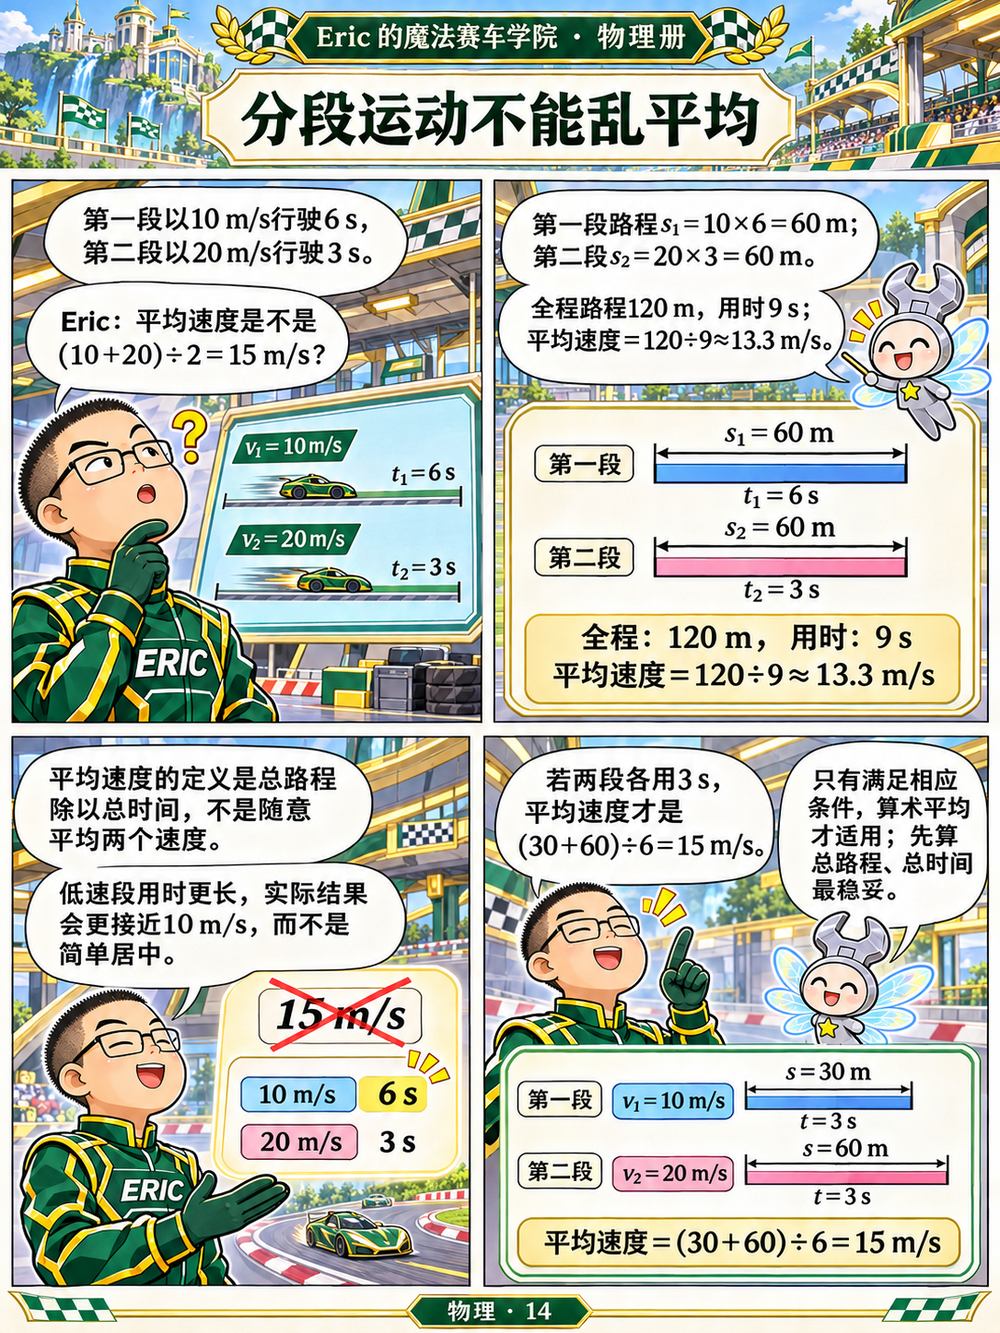 Eric 的魔法赛车学院 · 物理册
分段运动不能乱平均
第一段以10 m/s行驶6 s，
第二段以20 m/s行驶3 s。
Eric：平均速度是不是
(10+20)÷2=15 m/s？
?
v₁=10 m/s
t₁=6 s
v₂=20 m/s
t₂=3 s
ERIC
第一段路程s₁=10×6=60 m；
第二段s₂=20×3=60 m。
全程路程120 m，用时9 s；
平均速度=120÷9≈13.3 m/s。
s₁=60 m
第一段
t₁=6 s
s₂=60 m
第二段
t₂=3 s
全程：120 m， 用时：9 s
平均速度=120÷9≈13.3 m/s
平均速度的定义是总路程
除以总时间，不是随意
平均两个速度。
低速段用时更长，实际结果
会更接近10 m/s，而不是
简单居中。
15 m/s
10 m/s 6 s
20 m/s 3 s
ERIC
若两段各用3 s，
平均速度才是
(30+60)÷6=15 m/s。
只有满足相应
条件，算术平均
才适用；先算
总路程、总时间
最稳妥。
s=30 m
第一段 v₁=10 m/s
t=3 s
s=60 m
第二段 v₂=20 m/s
t=3 s
平均速度=(30+60)÷6=15 m/s
物理 · 14